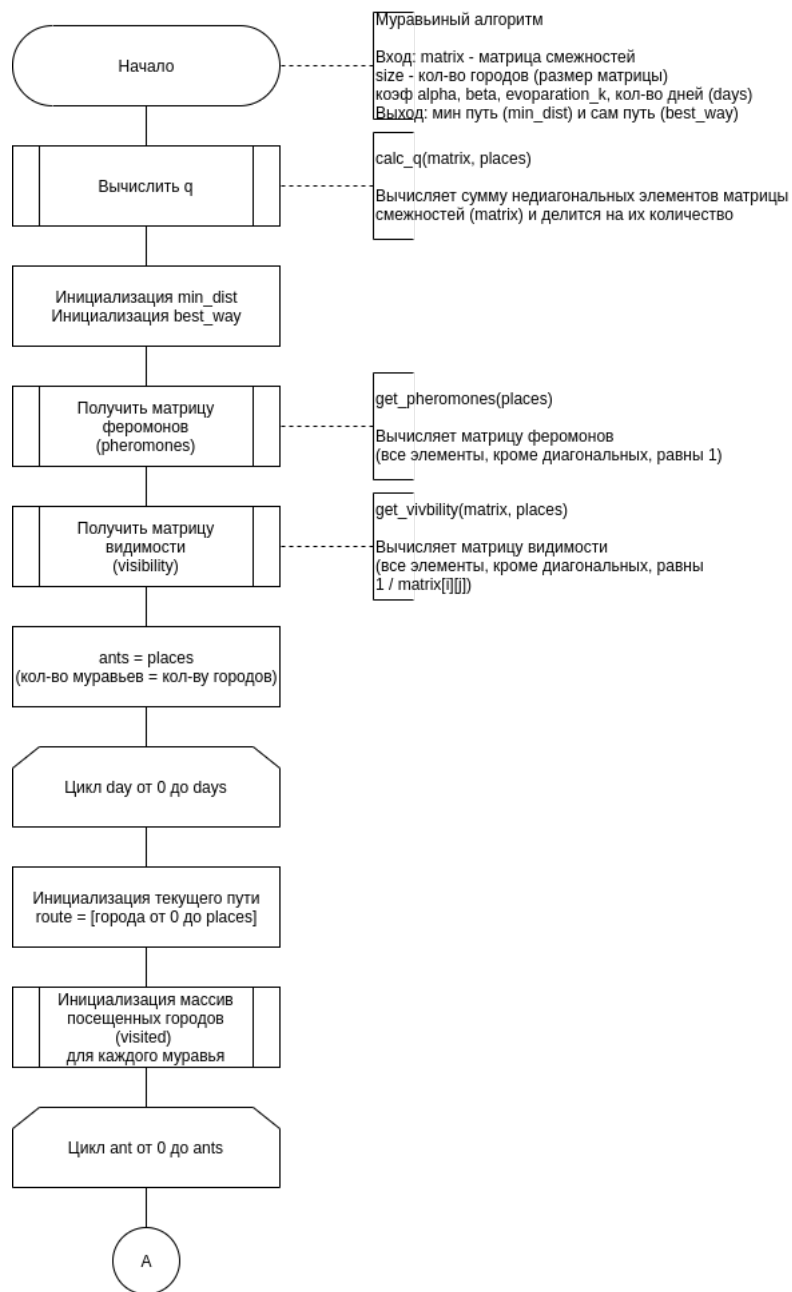 Начало
Муравьиный алгоритм
Вход: matrix - матрица смежностей
size - кол-во городов (размер матрицы)
коэф alpha, beta, evoparation_k, кол-во дней (days)
Выход: мин путь (min_dist) и сам путь (best_way)
Вычислить q
calc_q(matrix, places)
Вычисляет сумму недиагональных элементов матрицы
смежностей (matrix) и делится на их количество
Инициализация min_dist
Инициализация best_way
Получить матрицу
феромонов
(pheromones)
get_pheromones(places)
Вычисляет матрицу феромонов
(все элементы, кроме диагональных, равны 1)
Получить матрицу
видимости
(visibility)
get_vivbility(matrix, places)
Вычисляет матрицу видимости
(все элементы, кроме диагональных, равны
1 / matrix[i][j])
ants = places
(кол-во муравьев = кол-ву городов)
Цикл day от 0 до days
Инициализация текущего пути
route = [города от 0 до places]
Инициализация массив
посещенных городов
(visited)
для каждого муравья
Цикл ant от 0 до ants
A